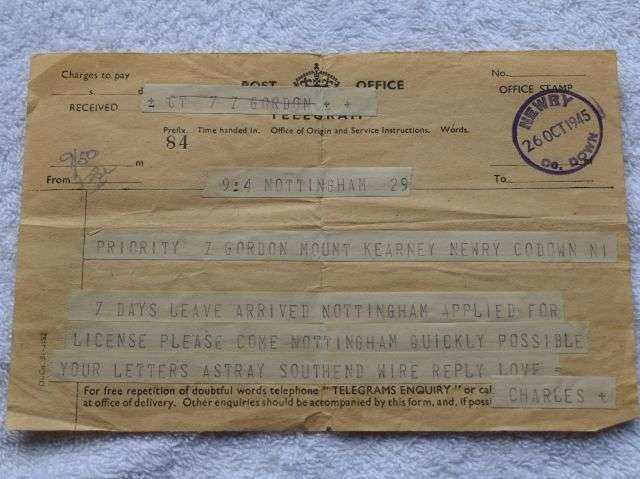 Charges to pay
s. d
RECEIVED
POST OFFICE
TELEGRAM
No.
OFFICE STAMP
NEWRY
26 OCT 1945
CO. DOWN
± CT 7 Z GORDON + +
Prefix. Time handed in. Office of Origin and Service Instructions. Words.
84
9/50
m
From
To
9:4 NOTTINGHAM 29
PRIORITY Z GORDON MOUNT KEARNEY NEWRY CODOWN NI
7 DAYS LEAVE ARRIVED NOTTINGHAM APPLIED FOR
LICENSE PLEASE COME NOTTINGHAM QUICKLY POSSIBLE
YOUR LETTERS ASTRAY SOUTHEND WIRE REPLY LOVE =
CHARLES +
For free repetition of doubtful words telephone "TELEGRAMS ENQUIRY" or cal
at office of delivery. Other enquiries should be accompanied by this form, and, if possi